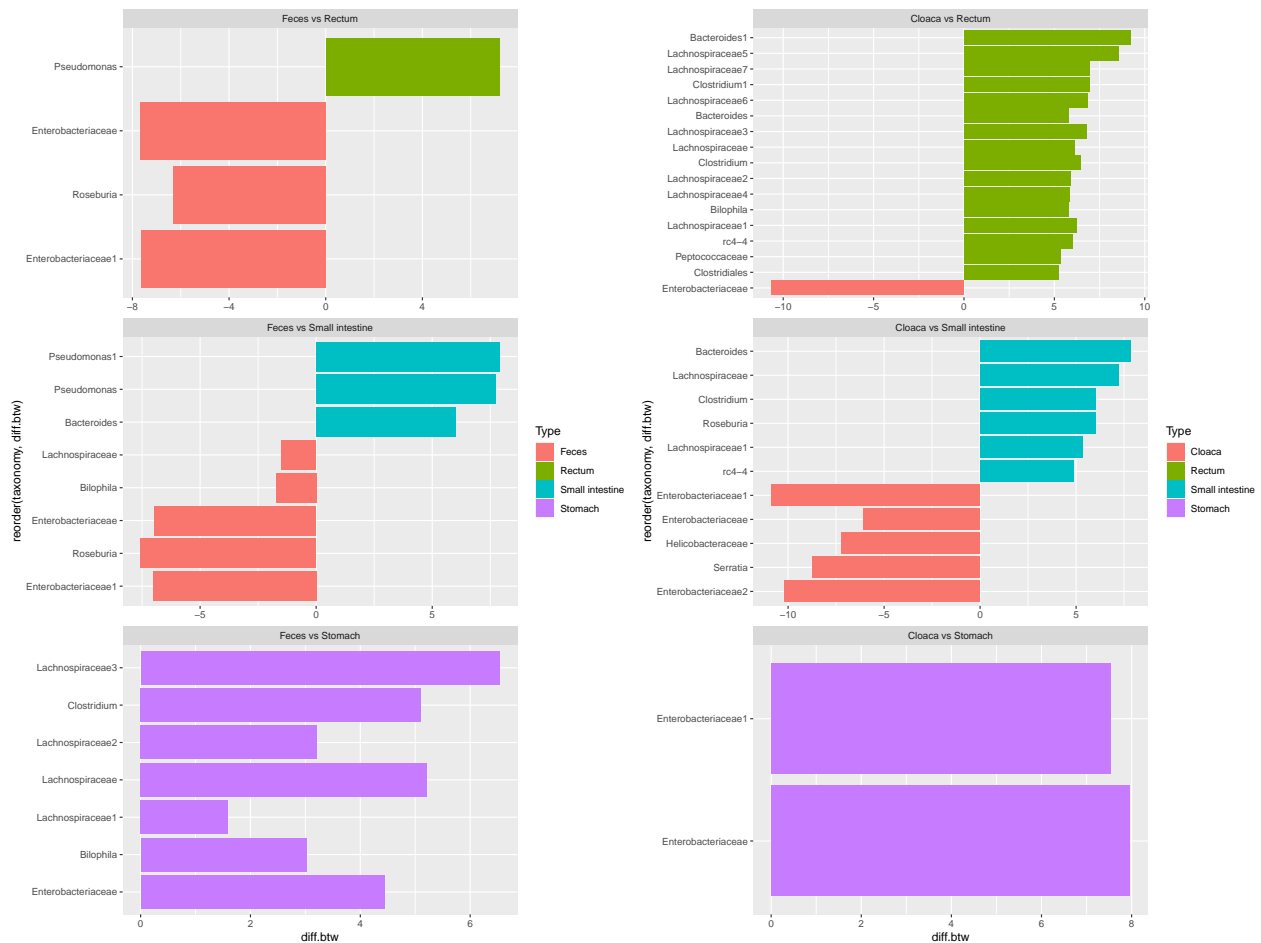 Feces vs Rectum
Pseudomonas
Enterobacteriaceae
Roseburia
Enterobacteriaceae1
−8 −4 0 4
Feces vs Small intestine
Pseudomonas1
Pseudomonas
Bacteroides
Lachnospiraceae
Bilophila
Enterobacteriaceae
Roseburia
Enterobacteriaceae1
−5 0 5
Feces vs Stomach
Lachnospiraceae3
Clostridium
Lachnospiraceae2
Lachnospiraceae
Lachnospiraceae1
Bilophila
Enterobacteriaceae
0 2 4 6
diff.btw
reorder(taxonomy, diff.btw)
Type
Feces
Rectum
Small intestine
Stomach
Cloaca vs Rectum
Bacteroides1
Lachnospiraceae5
Lachnospiraceae7
Clostridium1
Lachnospiraceae6
Bacteroides
Lachnospiraceae3
Lachnospiraceae
Clostridium
Lachnospiraceae2
Lachnospiraceae4
Bilophila
Lachnospiraceae1
rc4−4
Peptococcaceae
Clostridiales
Enterobacteriaceae
−10 −5 0 5 10
Cloaca vs Small intestine
Bacteroides
Lachnospiraceae
Clostridium
Roseburia
Lachnospiraceae1
rc4−4
Enterobacteriaceae1
Enterobacteriaceae
Helicobacteraceae
Serratia
Enterobacteriaceae2
−10 −5 0 5
Cloaca vs Stomach
Enterobacteriaceae1
Enterobacteriaceae
0 2 4 6 8
diff.btw
reorder(taxonomy, diff.btw)
Type
Cloaca
Rectum
Small intestine
Stomach